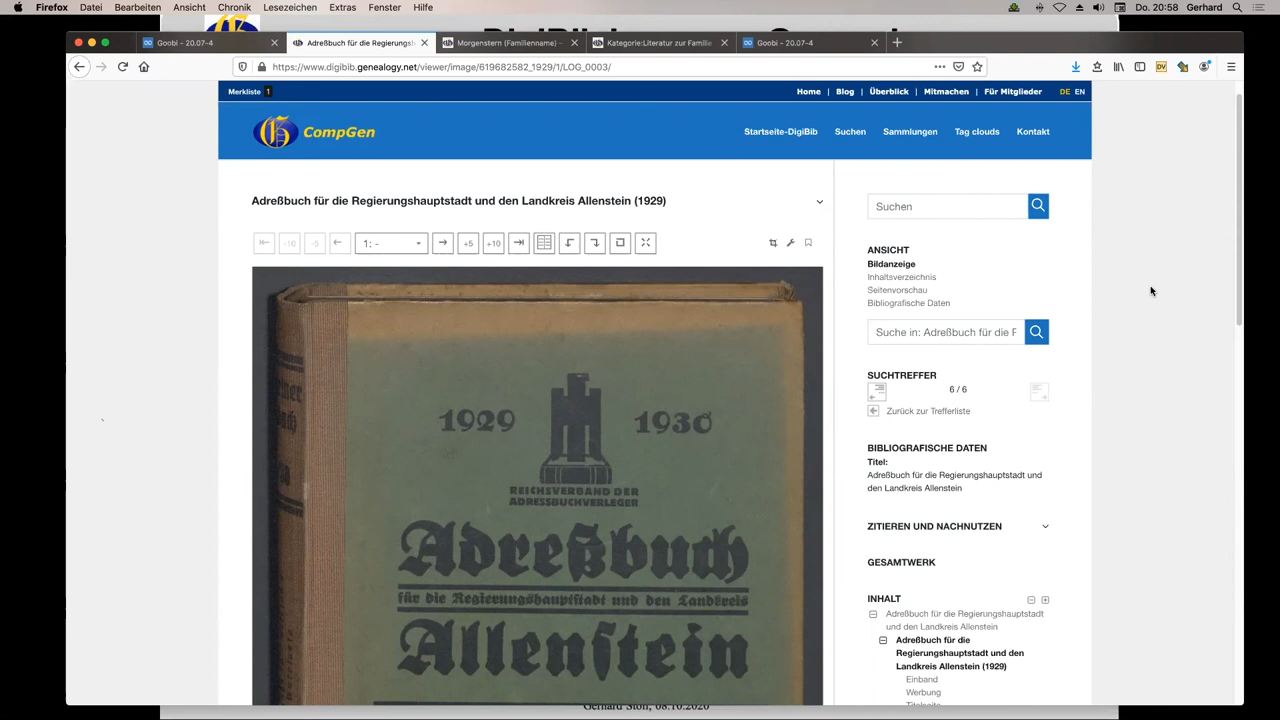 Firefox Datei Bearbeiten Ansicht Chronik Lesezeichen Extras Fenster Hilfe
Do. 20:58 Gerhard
Goobi – 20.07-4
Adreßbuch für die Regierungsh
Morgenstern (Familienname) –
Kategorie:Literatur zur Familie
Goobi – 20.07-4
https://www.digibib.genealogy.net/viewer/image/619682582_1929/1/LOG_0003/
Merkliste 1
Home | Blog | Überblick | Mitmachen | Für Mitglieder
DE EN
CompGen
Startseite-DigiBib Suchen Sammlungen Tag clouds Kontakt
Adreßbuch für die Regierungshauptstadt und den Landkreis Allenstein (1929)
-10 -5 1: - +5 +10
1929 1930
REICHSVERBAND DER
ADRESSBUCHVERLEGER
Adreßbuch
für die Regierungshauptstadt und den Landkreis
Allenstein
Suchen
ANSICHT
Bildanzeige
Inhaltsverzeichnis
Seitenvorschau
Bibliografische Daten
Suche in: Adreßbuch für die F
SUCHTREFFER
6 / 6
Zurück zur Trefferliste
BIBLIOGRAFISCHE DATEN
Titel:
Adreßbuch für die Regierungshauptstadt und
den Landkreis Allenstein
ZITIEREN UND NACHNUTZEN
GESAMTWERK
INHALT
Adreßbuch für die Regierungshauptstadt
und den Landkreis Allenstein
Adreßbuch für die
Regierungshauptstadt und den
Landkreis Allenstein (1929)
Einband
Werbung
Titelseite
Gerhard Stoll, 08.10.2020